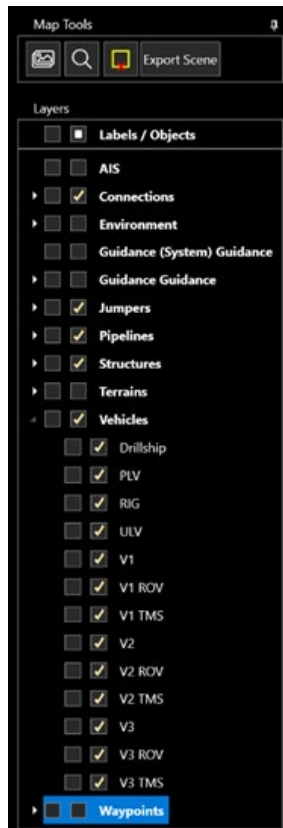 Map Tools
Export Scene
Layers
Labels / Objects
AIS
Connections
Environment
Guidance (System) Guidance
Guidance Guidance
Jumpers
Pipelines
Structures
Terrains
Vehicles
Drillship
PLV
RIG
ULV
V1
V1 ROV
V1 TMS
V2
V2 ROV
V2 TMS
V3
V3 ROV
V3 TMS
Waypoints